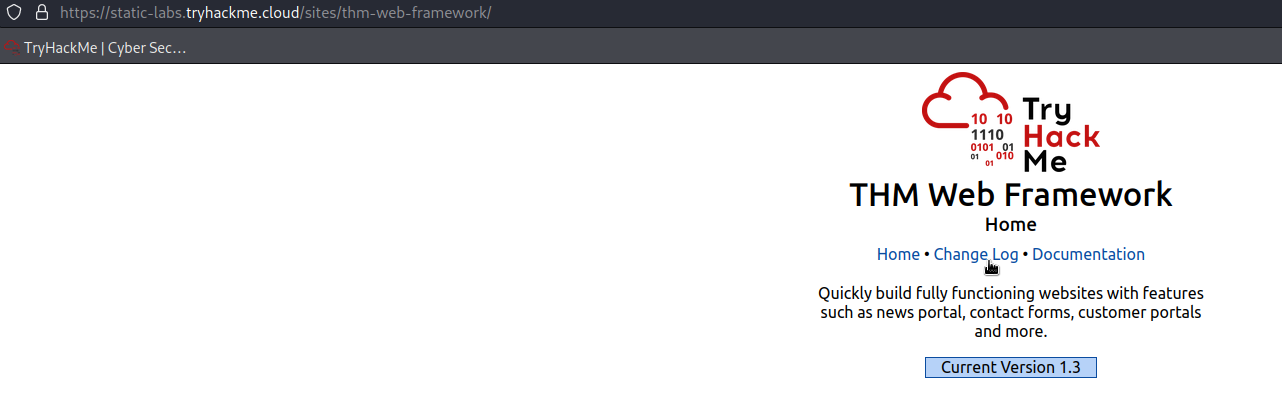 https://static-labs.tryhackme.cloud/sites/thm-web-framework/
TryHackMe | Cyber Sec...
10 10
1110
0101 01
01 010
01
Try
Hack
Me
THM Web Framework
Home
Home • Change Log • Documentation
Quickly build fully functioning websites with features
such as news portal, contact forms, customer portals
and more.
Current Version 1.3